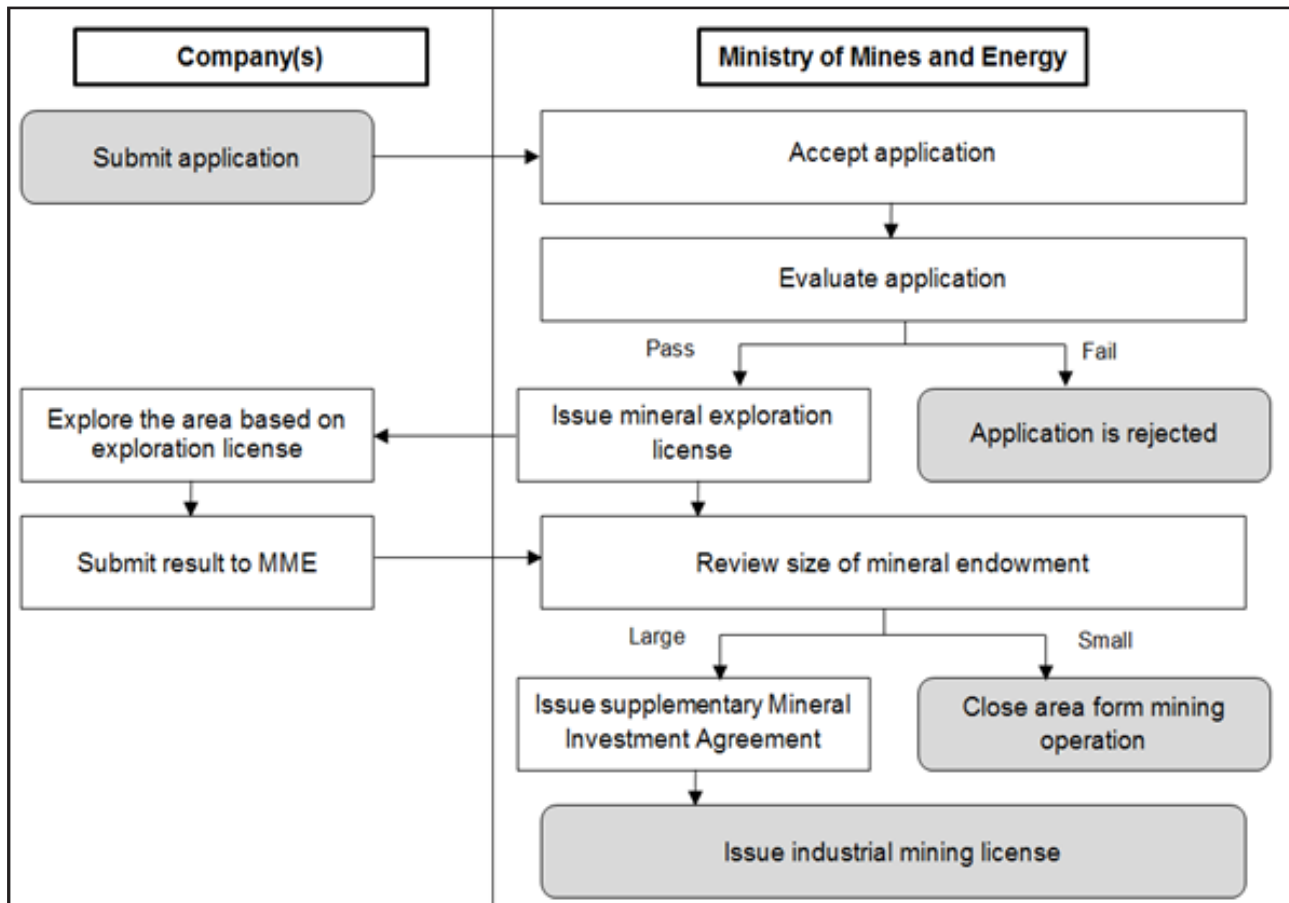 Company(s)
Ministry of Mines and Energy
Submit application
Accept application
Evaluate application
Pass
Fail
Explore the area based on
exploration license
Issue mineral exploration
license
Application is rejected
Submit result to MME
Review size of mineral endowment
Large
Small
Issue supplementary Mineral
Investment Agreement
Close area form mining
operation
Issue industrial mining license